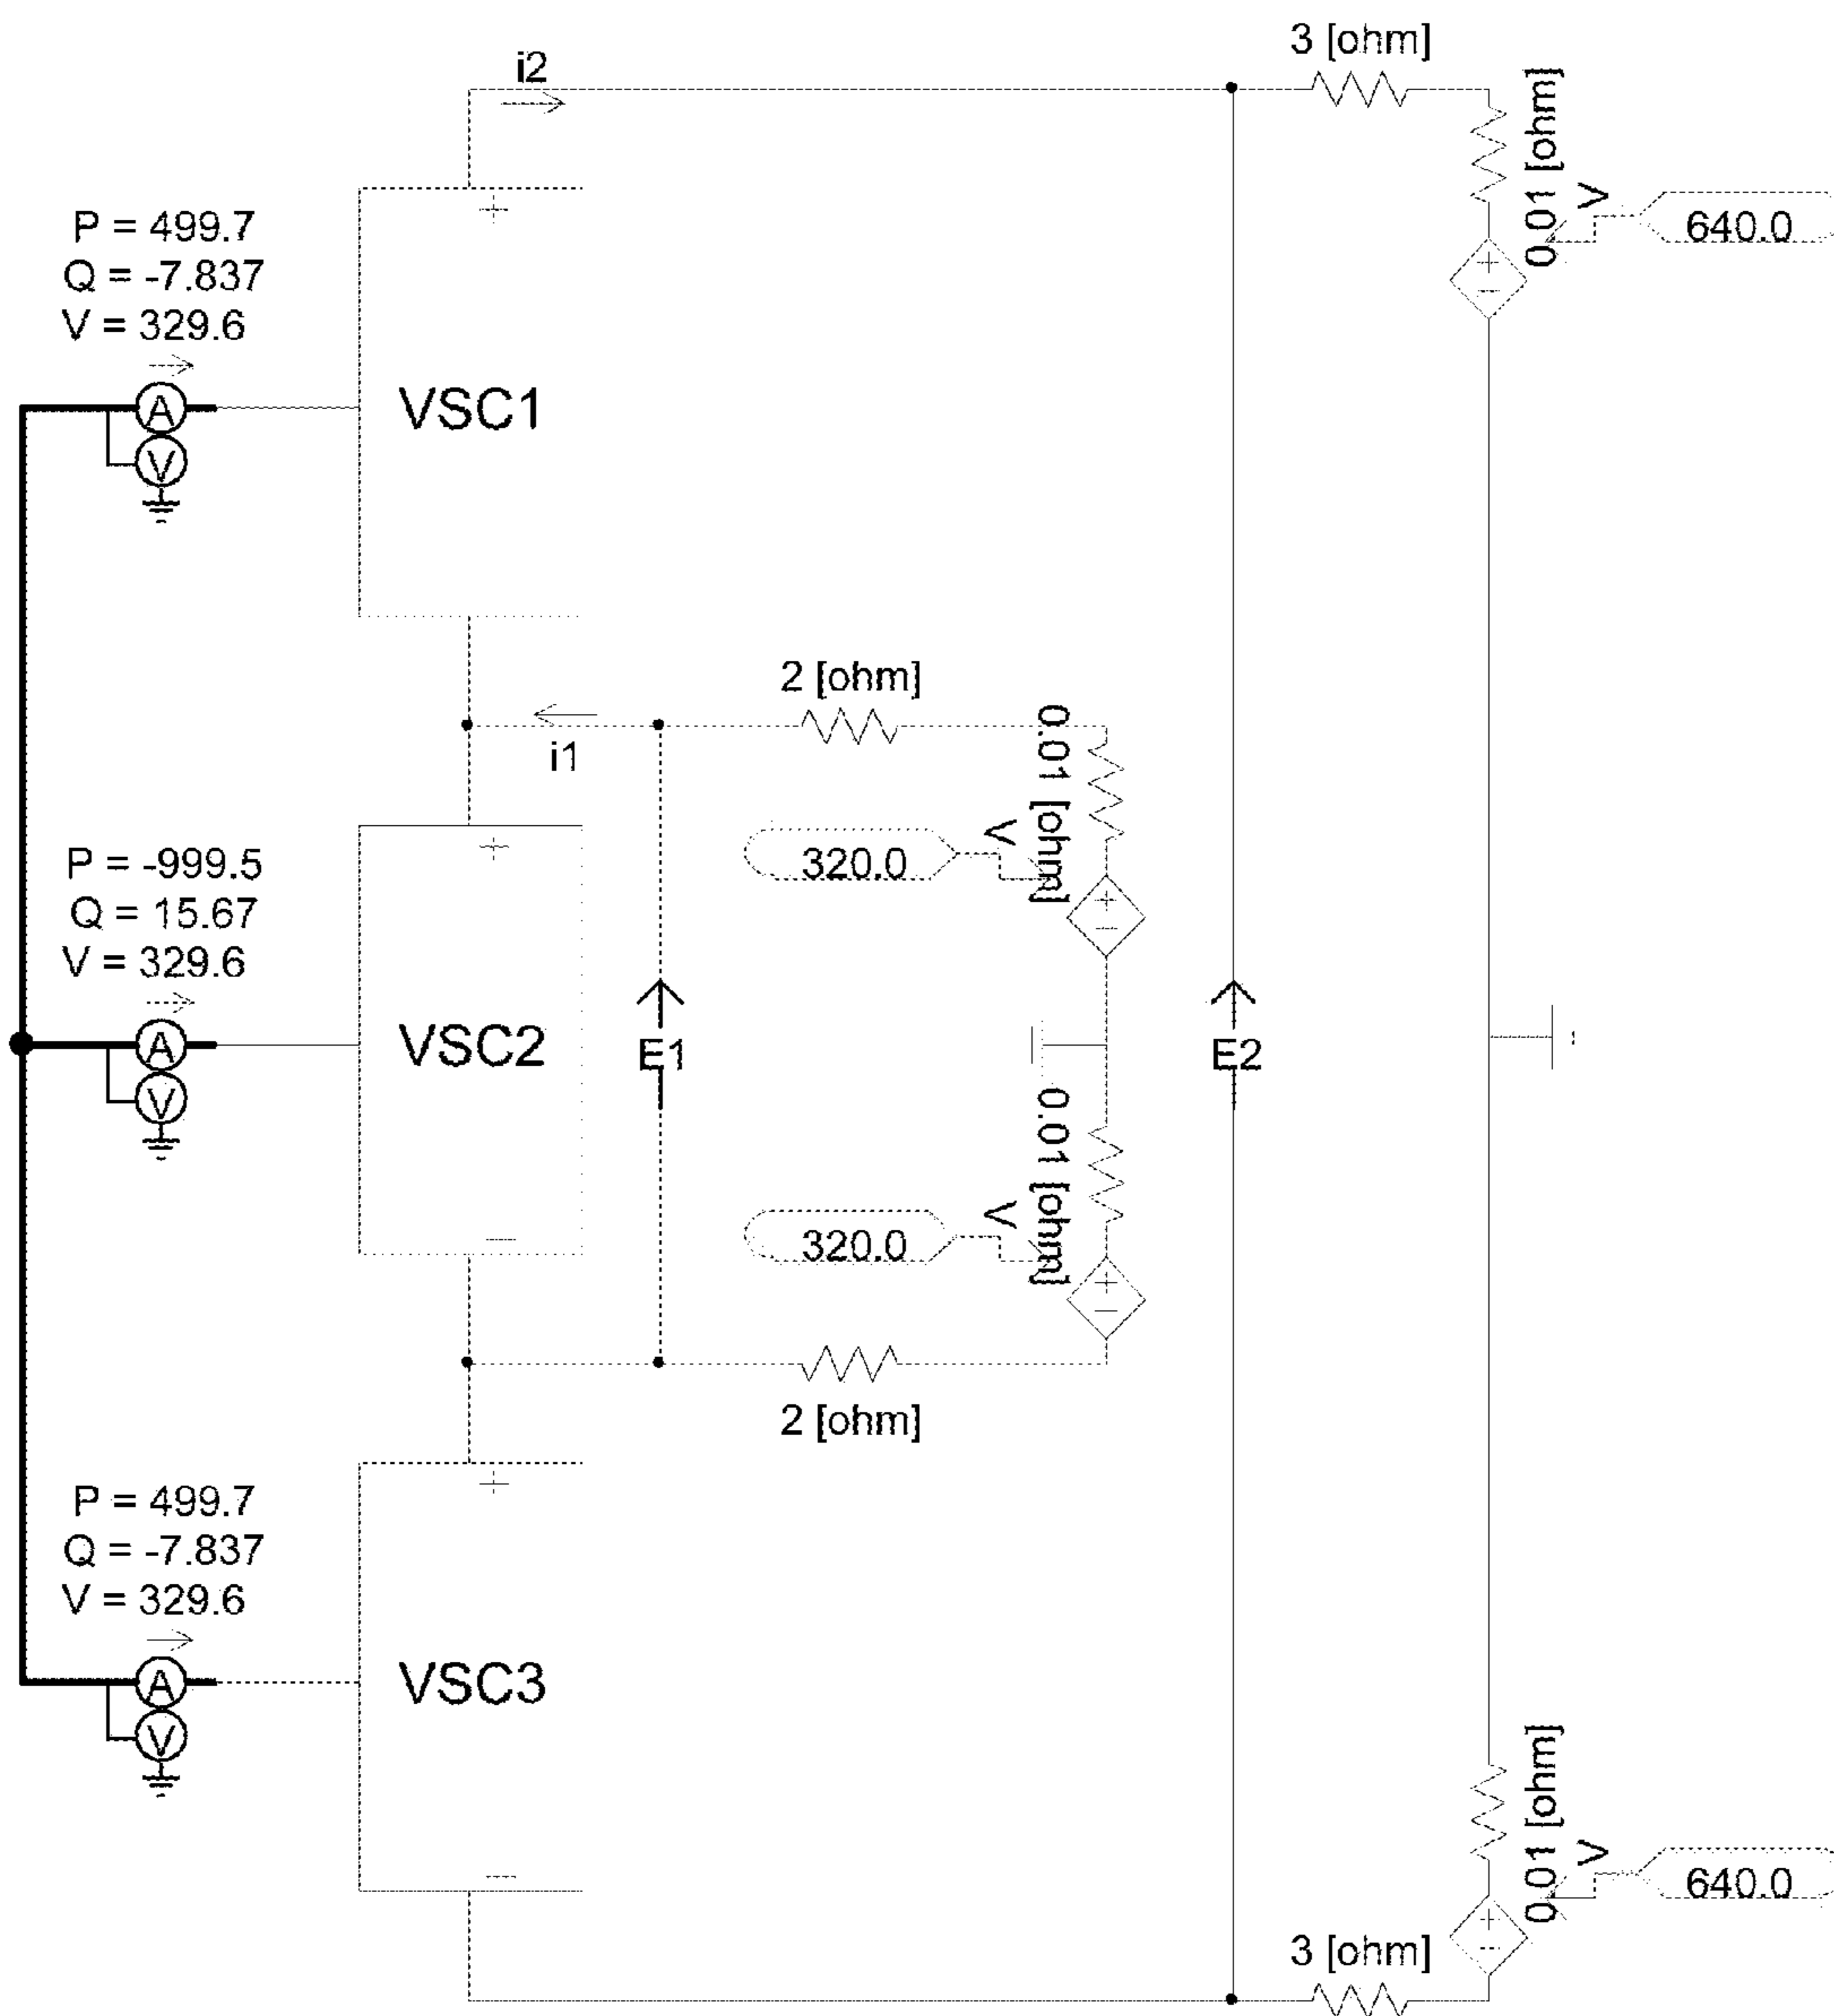 3 [ohm]
i2
0.01 [ohm]
V
640.0
+
P = 499.7
Q = -7.837
V = 329.6
A
V
VSC1
2 [ohm]
i1
0.01 [ohm]
V
320.0
+
P = -999.5
Q = 15.67
V = 329.6
A
V
VSC2
E1
E2
0.01 [ohm]
V
320.0
+
2 [ohm]
+
P = 499.7
Q = -7.837
V = 329.6
A
V
VSC3
0.01 [ohm]
V
640.0
+
3 [ohm]